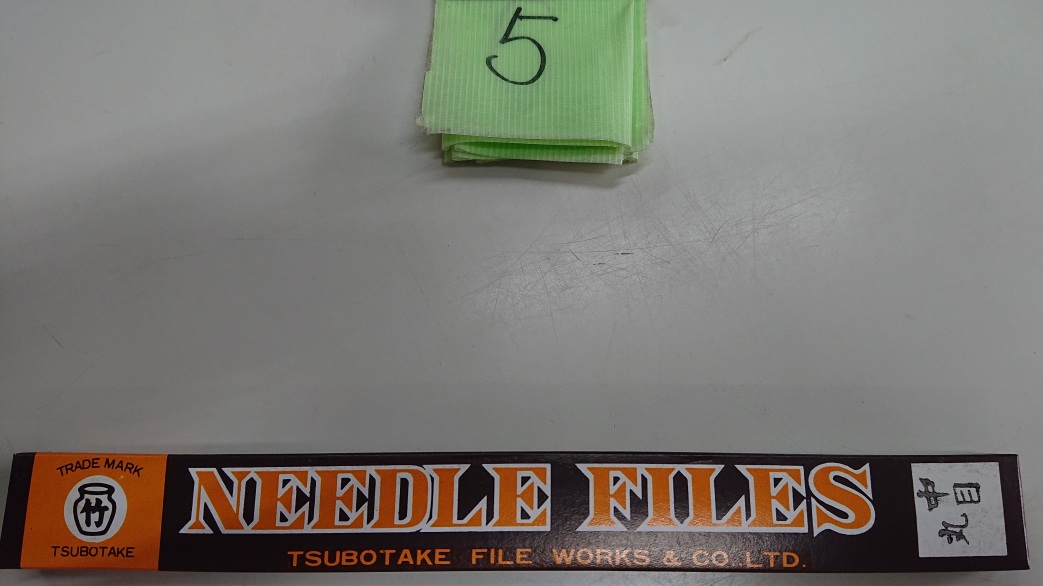 5
TRADE MARK
竹
TSUBOTAKE
NEEDLE FILES
TSUBOTAKE FILE WORKS & CO. LTD.
中目
丸